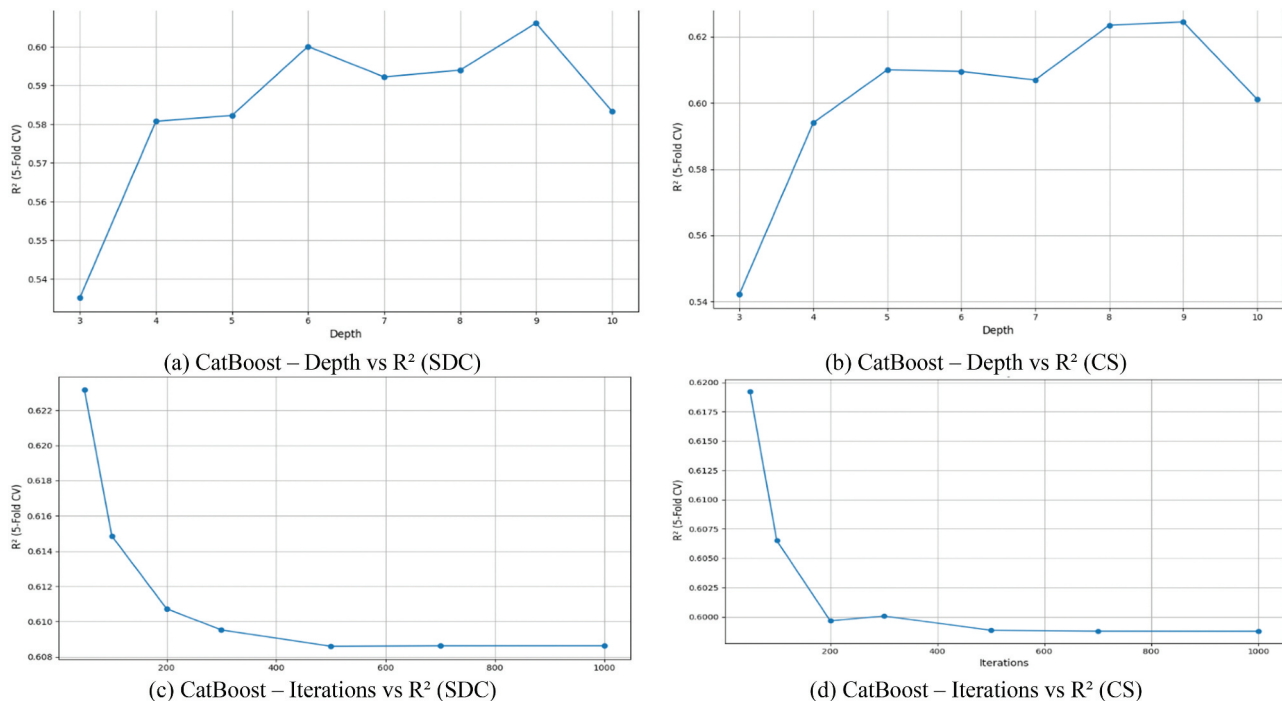 0.60
0.59
0.58
0.57
0.56
0.55
0.54
R² (5-Fold CV)
3 4 5 6 7 8 9 10
Depth
(a) CatBoost – Depth vs R² (SDC)
0.62
0.60
0.58
0.56
0.54
R² (5-Fold CV)
3 4 5 6 7 8 9 10
Depth
(b) CatBoost – Depth vs R² (CS)
0.622
0.620
0.618
0.616
0.614
0.612
0.610
0.608
R² (5-Fold CV)
200 400 600 800 1000
(c) CatBoost – Iterations vs R² (SDC)
0.6200
0.6175
0.6150
0.6125
0.6100
0.6075
0.6050
0.6025
0.6000
R² (5-Fold CV)
200 400 600 800 1000
Iterations
(d) CatBoost – Iterations vs R² (CS)